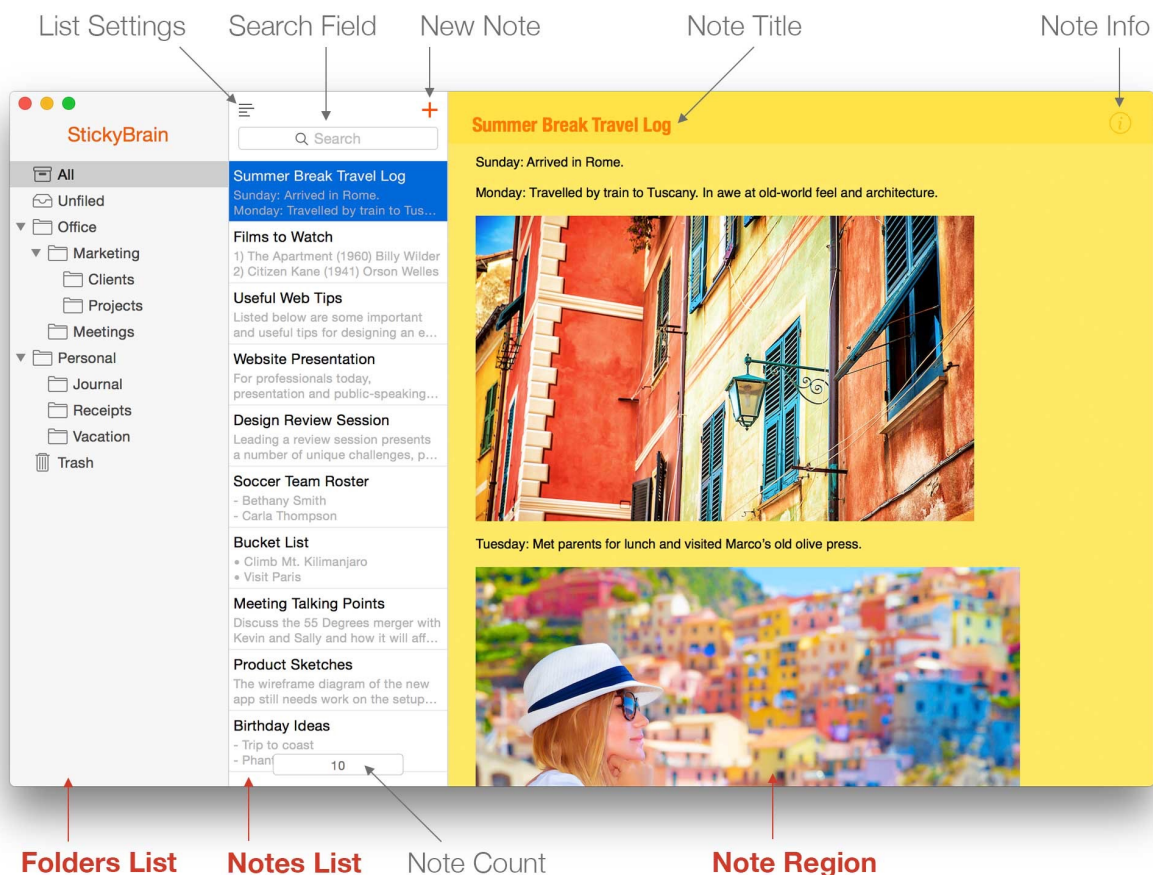 List Settings
Search Field
New Note
Note Title
Note Info
StickyBrain
All
Unfiled
Office
Marketing
Clients
Projects
Meetings
Personal
Journal
Receipts
Vacation
Trash
Search
Summer Break Travel Log
Sunday: Arrived in Rome.
Monday: Travelled by train to Tus...
Films to Watch
1) The Apartment (1960) Billy Wilder
2) Citizen Kane (1941) Orson Welles
Useful Web Tips
Listed below are some important
and useful tips for designing an e...
Website Presentation
For professionals today,
presentation and public-speaking...
Design Review Session
Leading a review session presents
a number of unique challenges, p...
Soccer Team Roster
- Bethany Smith
- Carla Thompson
Bucket List
• Climb Mt. Kilimanjaro
• Visit Paris
Meeting Talking Points
Discuss the 55 Degrees merger with
Kevin and Sally and how it will aff...
Product Sketches
The wireframe diagram of the new
app still needs work on the setup...
Birthday Ideas
- Trip to coast
- Phan
10
Summer Break Travel Log
i
Sunday: Arrived in Rome.
Monday: Travelled by train to Tuscany. In awe at old-world feel and architecture.
Tuesday: Met parents for lunch and visited Marco's old olive press.
Folders List
Notes List
Note Count
Note Region